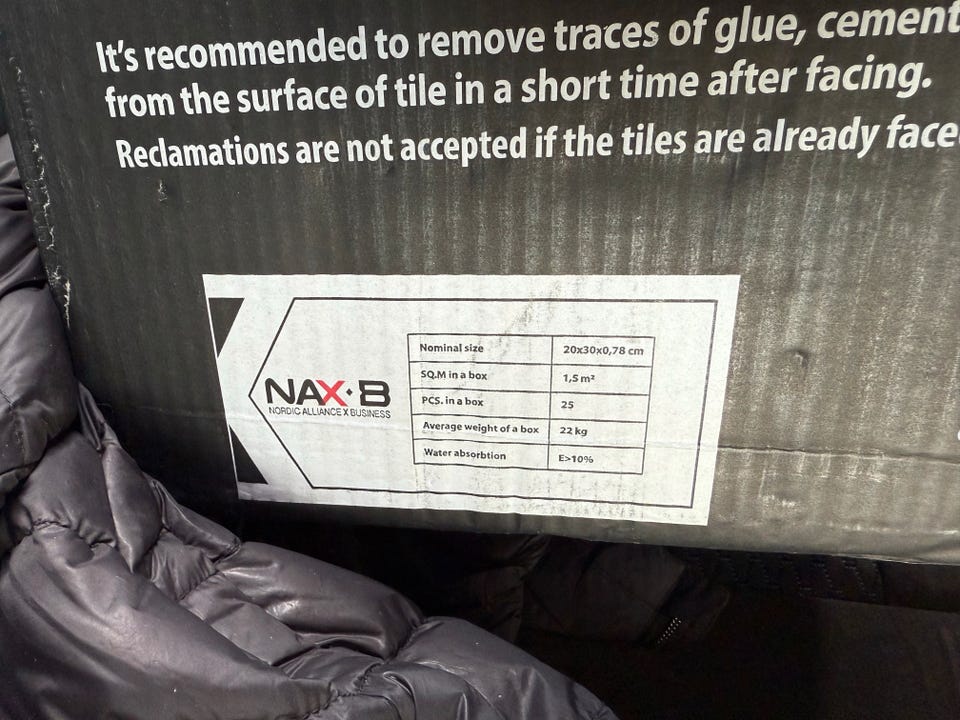 It's recommended to remove traces of glue, cement
from the surface of tile in a short time after facing.
Reclamations are not accepted if the tiles are already face
NAX·B
NORDIC ALLIANCE X BUSINESS
Nominal size 20x30x0,78 cm
SQ.M in a box 1,5 m²
PCS. in a box 25
Average weight of a box 22 kg
Water absorbtion E>10%